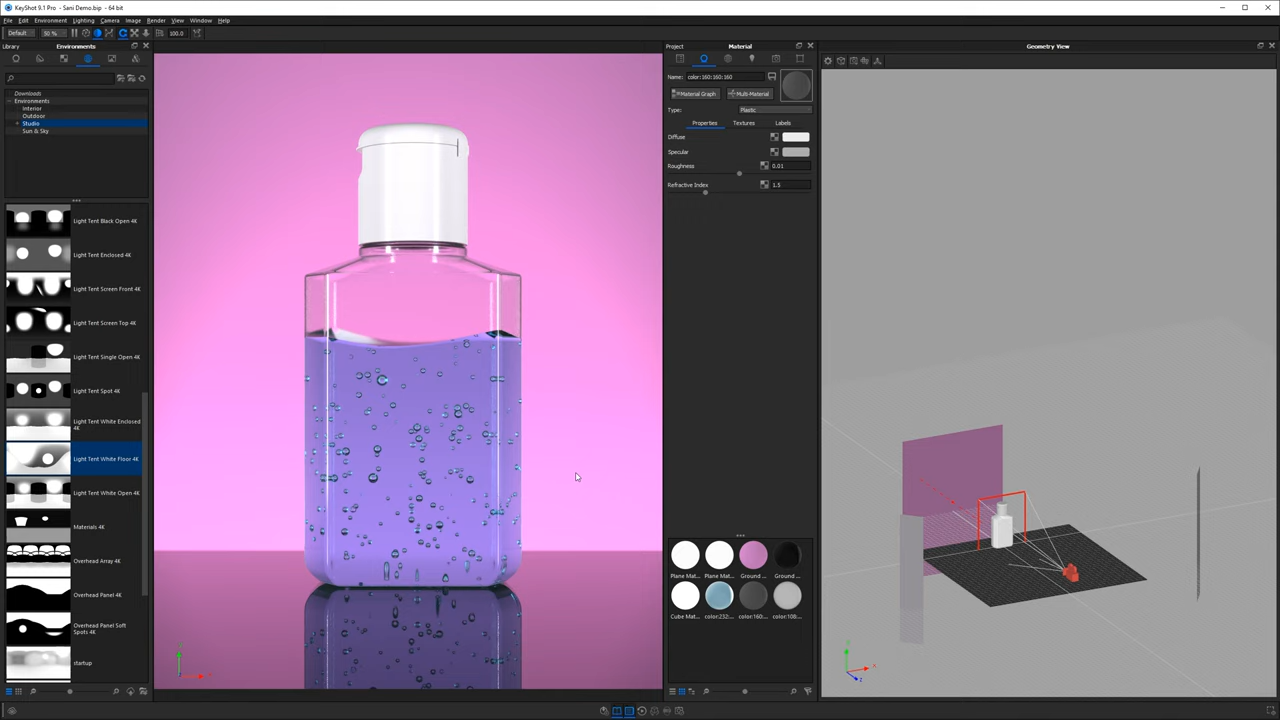 KeyShot 9.1 Pro - Sani Demo.bip - 64 bit
File Edit Environment Lighting Camera Image Render View Window Help
Default 50 % 100.0
Library Environments
Downloads
Environments
Interior
Outdoor
Studio
Sun & Sky
Light Tent Black Open 4K
Light Tent Enclosed 4K
Light Tent Screen Front 4K
Light Tent Screen Top 4K
Light Tent Single Open 4K
Light Tent Spot 4K
Light Tent White Enclosed
4K
Light Tent White Floor 4K
Light Tent White Open 4K
Materials 4K
Overhead Array 4K
Overhead Panel 4K
Overhead Panel Soft
Spots 4K
startup
Project Material
Name: color:160:160:160
Material Graph Multi-Material
Type: Plastic
Properties Textures Labels
Diffuse
Specular
Roughness 0.01
Refractive Index 1.5
Plane Mat... Plane Mat... Ground ... Ground ...
Cube Mat... color:232:... color:160:... color:108:...
Geometry View